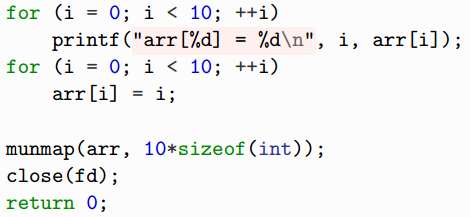 for (i = 0; i < 10; ++i)
    printf("arr[%d] = %d\n", i, arr[i]);
for (i = 0; i < 10; ++i)
    arr[i] = i;

munmap(arr, 10*sizeof(int));
close(fd);
return 0;